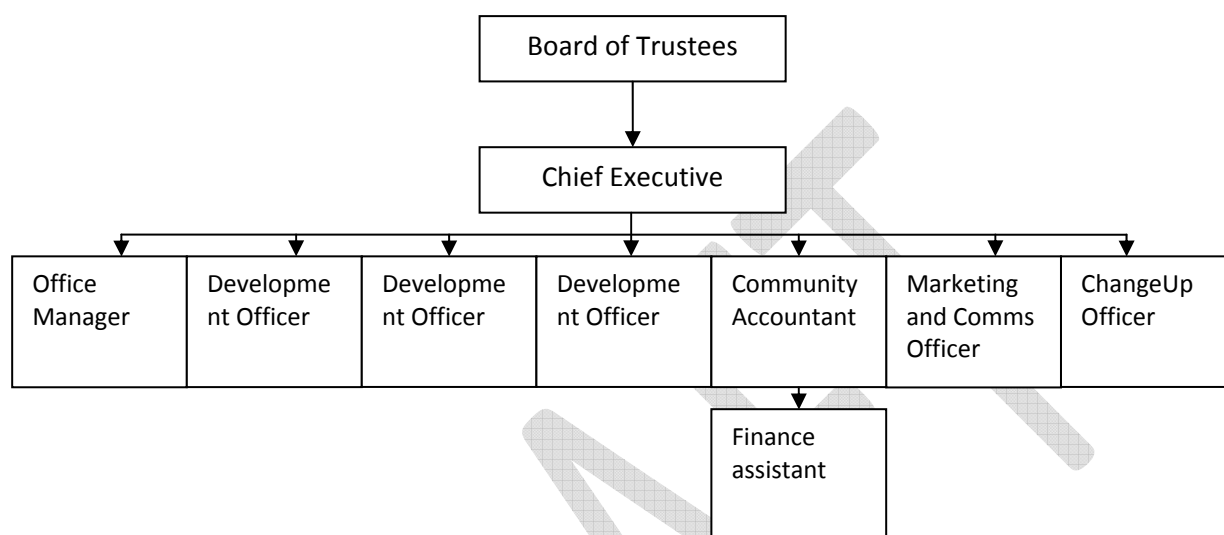 Board of Trustees
Chief Executive
Office
Manager
Developme
nt Officer
Developme
nt Officer
Developme
nt Officer
Community
Accountant
Marketing
and Comms
Officer
ChangeUp
Officer
Finance
assistant